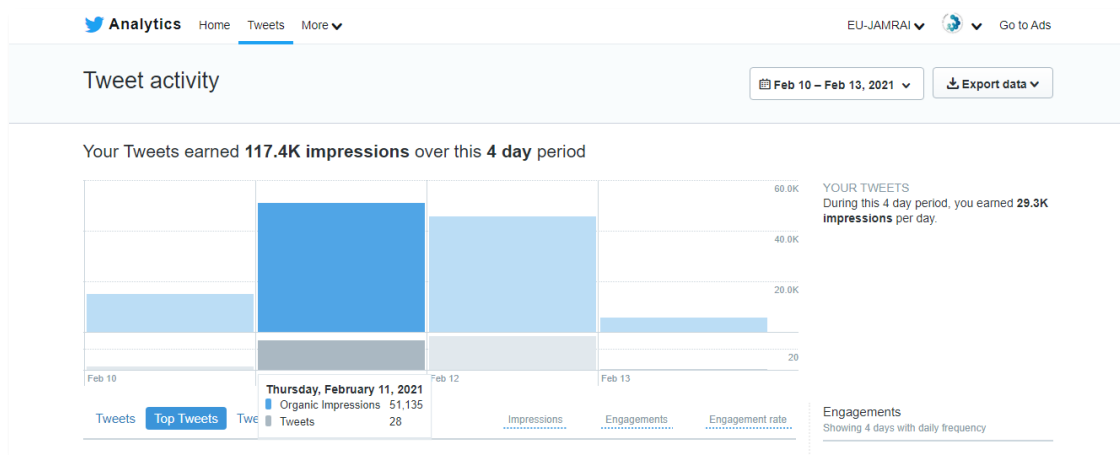 Analytics Home Tweets More EU-JAMRAI Go to Ads
Tweet activity
Feb 10 – Feb 13, 2021 Export data
Your Tweets earned 117.4K impressions over this 4 day period
60.0K
40.0K
20.0K
20
YOUR TWEETS
During this 4 day period, you earned 29.3K
impressions per day.
Feb 10 Feb 12 Feb 13
Thursday, February 11, 2021
Organic Impressions 51,135
Tweets 28
Tweets Top Tweets Twe Impressions Engagements Engagement rate
Engagements
Showing 4 days with daily frequency